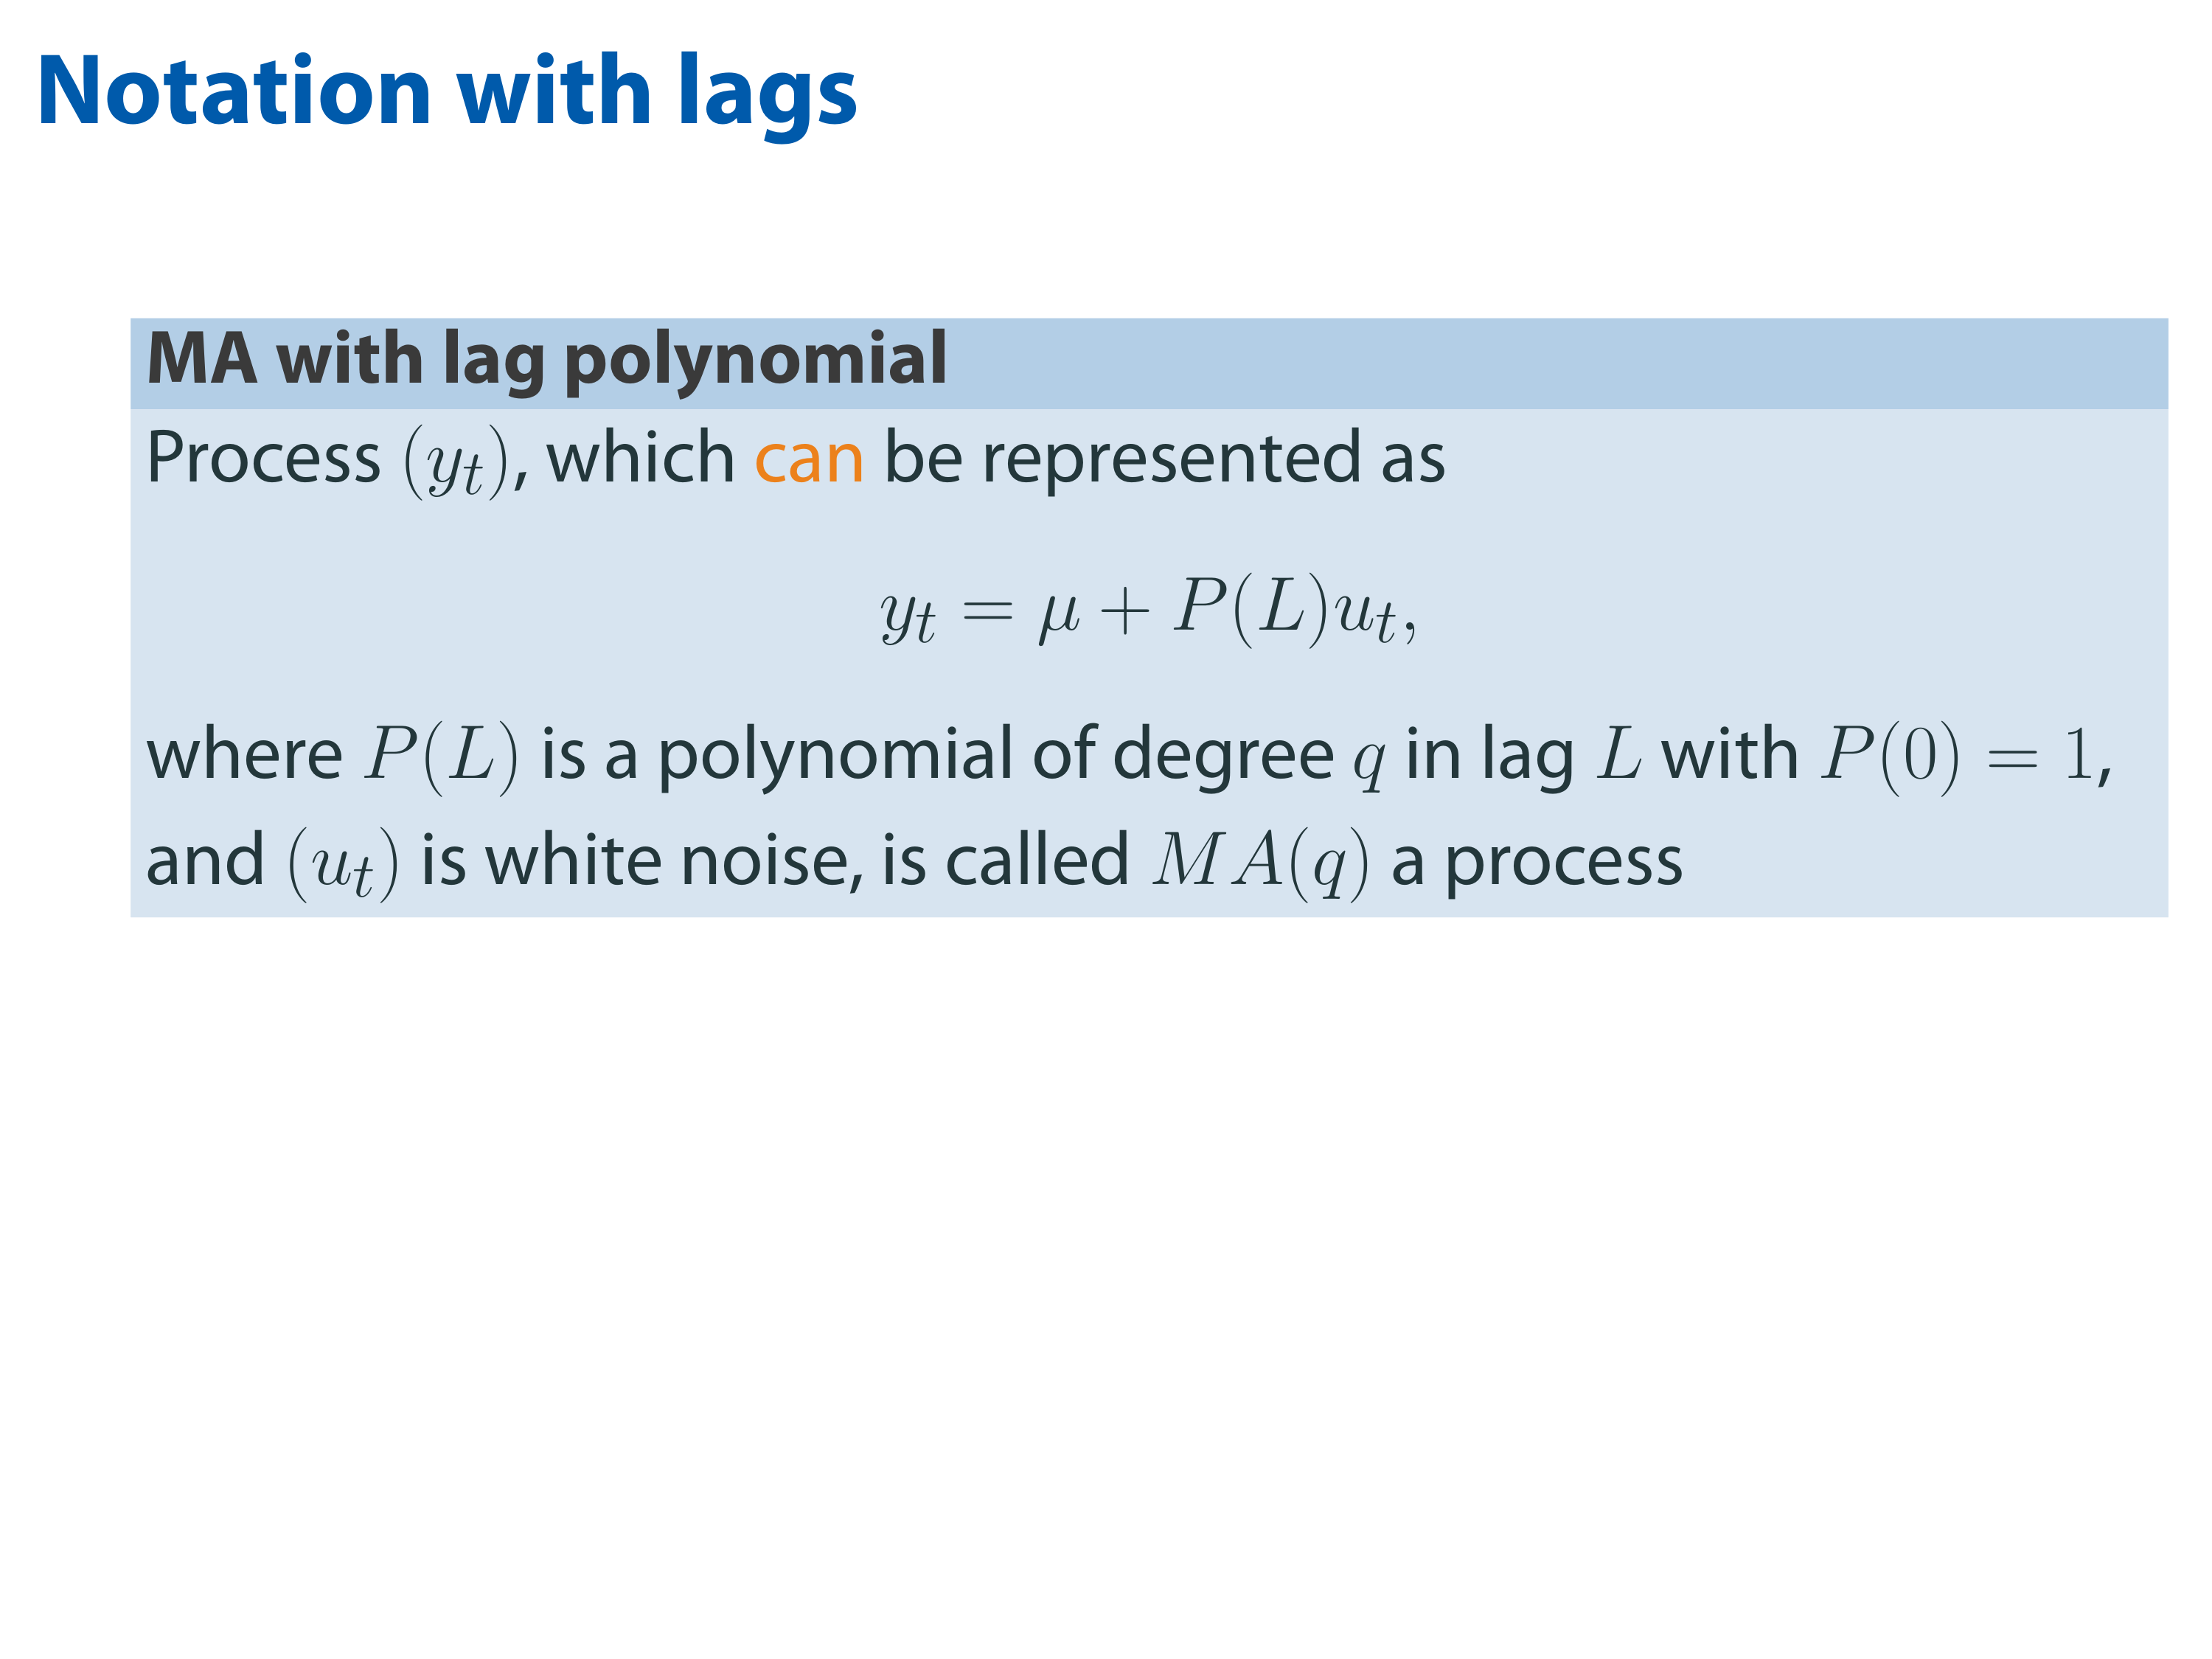 Notation with lags
MA with lag polynomial
Process $(y_t)$, which can be represented as
$y_t = \mu + P(L)u_t,$
where $P(L)$ is a polynomial of degree $q$ in lag $L$ with $P(0) = 1$,
and $(u_t)$ is white noise, is called $MA(q)$ a process